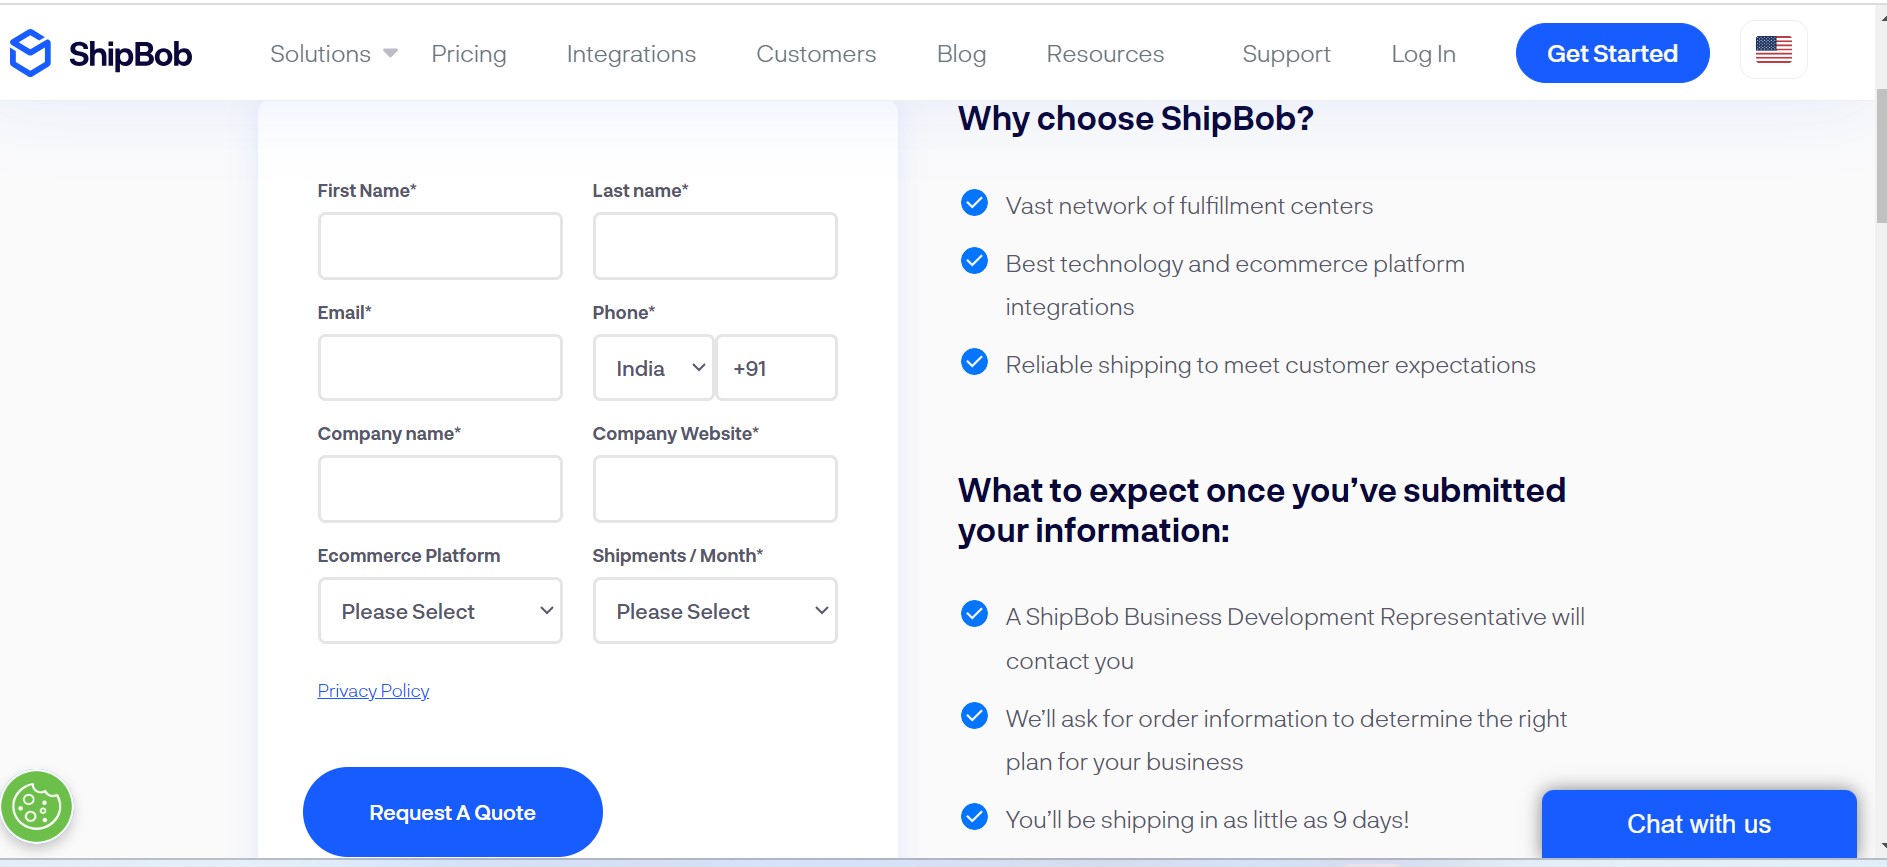 ShipBob
Solutions Pricing Integrations Customers Blog Resources Support Log In Get Started
Why choose ShipBob?
First Name* Last name*
Vast network of fulfillment centers
Best technology and ecommerce platform
integrations
Email* Phone*
India +91
Reliable shipping to meet customer expectations
Company name* Company Website*
What to expect once you’ve submitted
your information:
Ecommerce Platform Shipments / Month*
Please Select Please Select
A ShipBob Business Development Representative will
contact you
Privacy Policy
We’ll ask for order information to determine the right
plan for your business
Request A Quote
You’ll be shipping in as little as 9 days!
Chat with us